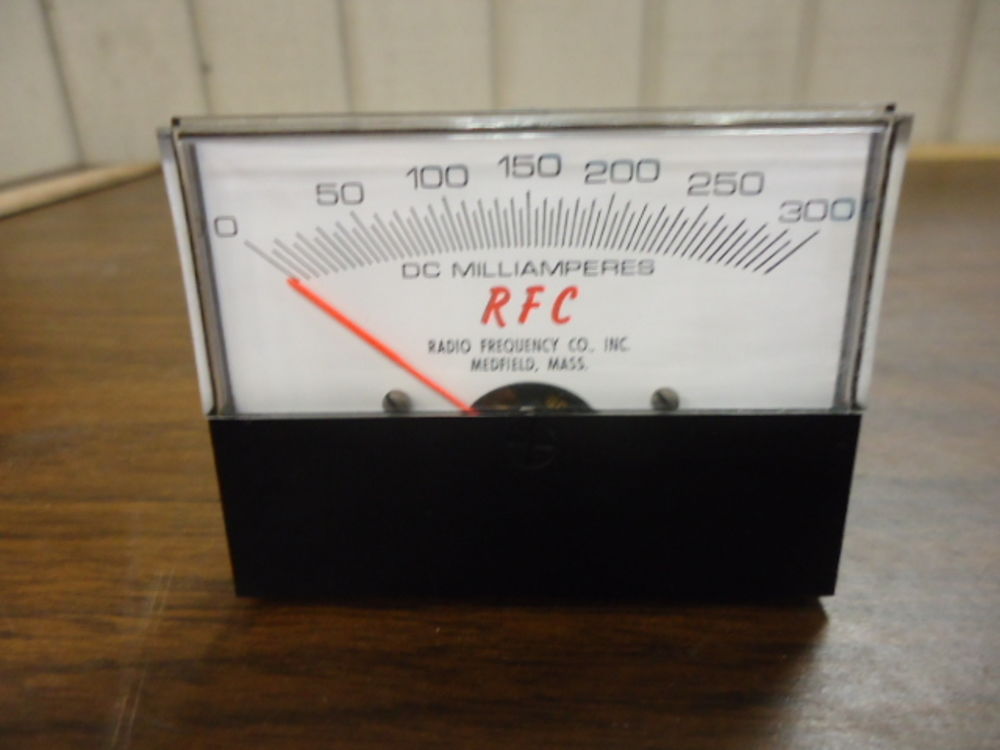 0 50 100 150 200 250 300
DC MILLIAMPERES
RFC
RADIO FREQUENCY CO., INC.
MEDFIELD, MASS.